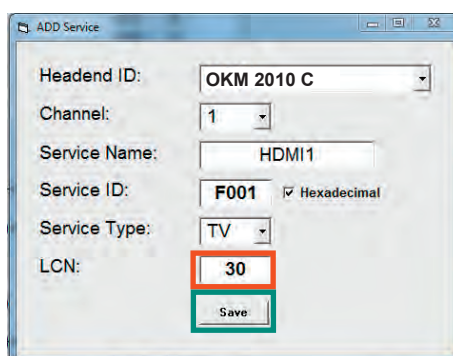 ADD Service
Headend ID: OKM 2010 C
Channel: 1
Service Name: HDMI1
Service ID: F001 Hexadecimal
Service Type: TV
LCN: 30
Save